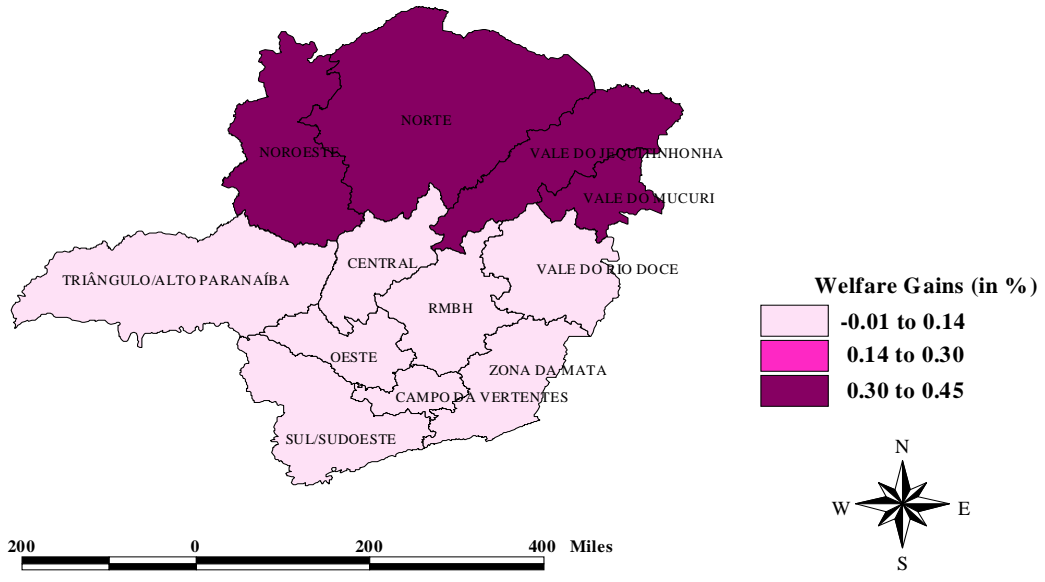 NORTE
NOROESTE
VALE DO JEQUITINHONHA
VALE DO MUCURI
CENTRAL
VALE DO RIO DOCE
TRIÂNGULO/ALTO PARANAÍBA
RMBH
OESTE
ZONA DA MATA
CAMPO DA VERTENTES
SUL/SUDOESTE
Welfare Gains (in %)
-0.01 to 0.14
0.14 to 0.30
0.30 to 0.45
N
W E
S
200 0 200 400 Miles